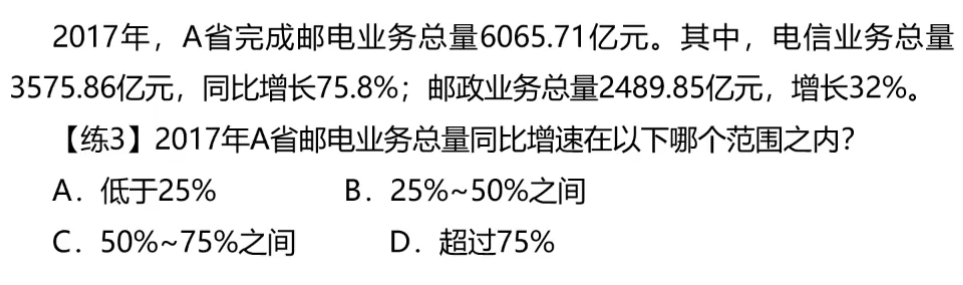 2017年，A省完成邮电业务总量6065.71亿元。其中，电信业务总量
3575.86亿元，同比增长75.8%；邮政业务总量2489.85亿元，增长32%。
【练3】2017年A省邮电业务总量同比增速在以下哪个范围之内？
A．低于25% B．25%~50%之间
C．50%~75%之间 D．超过75%